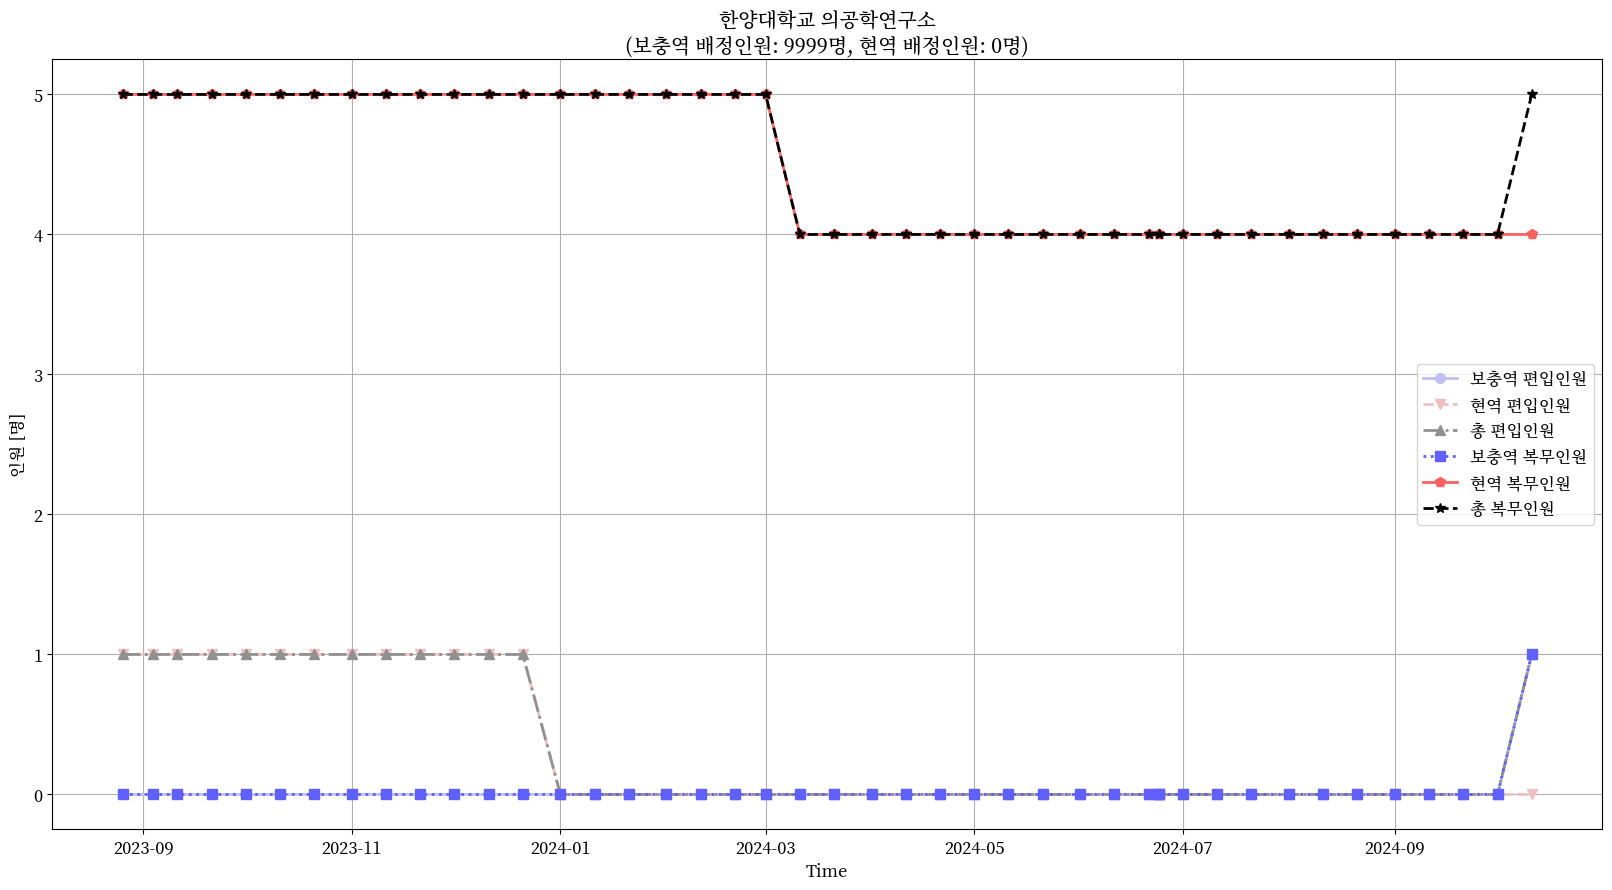 한양대학교 의공학연구소
(보충역 배정인원: 9999명, 현역 배정인원: 0명)
인원 [명]
5
4
3
2
1
0
보충역 편입인원
현역 편입인원
총 편입인원
보충역 복무인원
현역 복무인원
총 복무인원
2023-09
2023-11
2024-01
2024-03
2024-05
2024-07
2024-09
Time